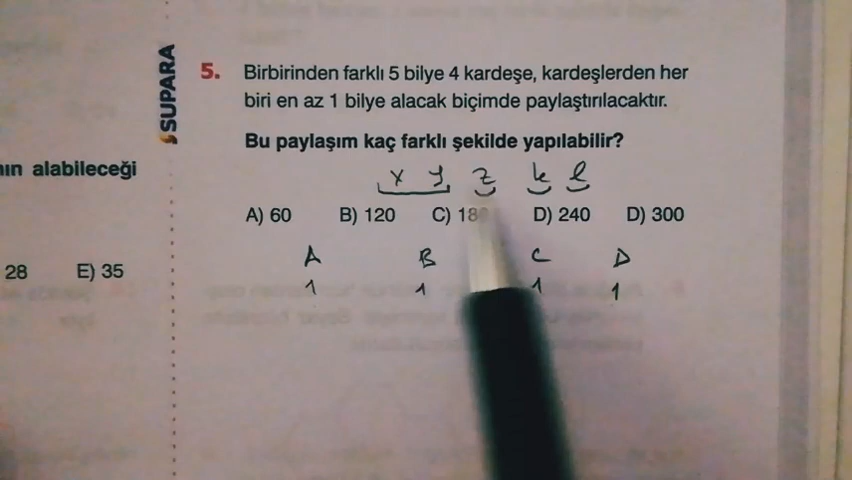 SUPARA
5. Birbirinden farklı 5 bilye 4 kardeşe, kardeşlerden her
biri en az 1 bilye alacak biçimde paylaştırılacaktır.
Bu paylaşım kaç farklı şekilde yapılabilir?
nın alabileceği
x y z k l
A) 60 B) 120 C) D) 240 D) 300
A B C D
28 E) 35
1 1 1 1